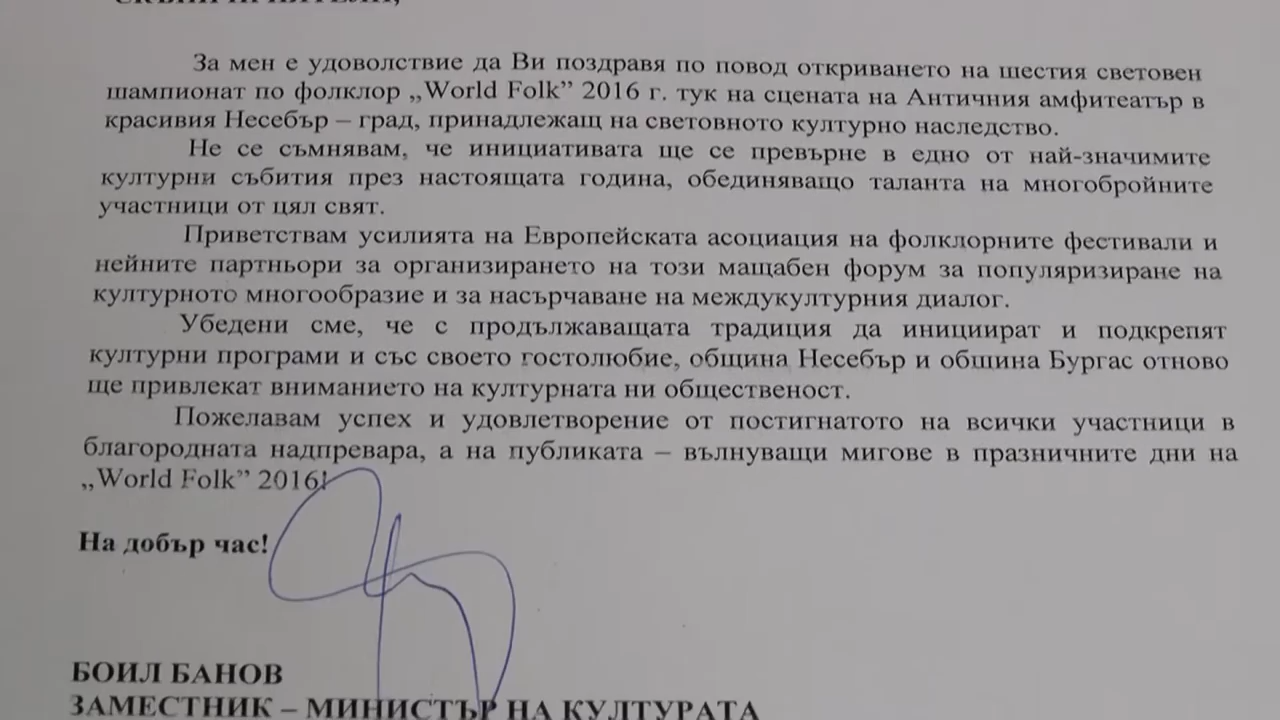 За мен е удоволствие да Ви поздравя по повод откриването на шестия световен
шампионат по фолклор „World Folk” 2016 г. тук на сцената на Античния амфитеатър в
красивия Несебър – град, принадлежащ на световното културно наследство.
Не се съмнявам, че инициативата ще се превърне в едно от най-значимите
културни събития през настоящата година, обединяващо таланта на многобройните
участници от цял свят.
Приветствам усилията на Европейската асоциация на фолклорните фестивали и
нейните партньори за организирането на този мащабен форум за популяризиране на
културното многообразие и за насърчаване на междукултурния диалог.
Убедени сме, че с продължаващата традиция да инициират и подкрепят
културни програми и със своето гостолюбие, община Несебър и община Бургас отново
ще привлекат вниманието на културната ни общественост.
Пожелавам успех и удовлетворение от постигнатото на всички участници в
благородната надпревара, а на публиката – вълнуващи мигове в празничните дни на
„World Folk” 2016!
На добър час!
БОИЛ БАНОВ
ЗАМЕСТНИК – МИНИСТЪР НА КУЛТУРАТА